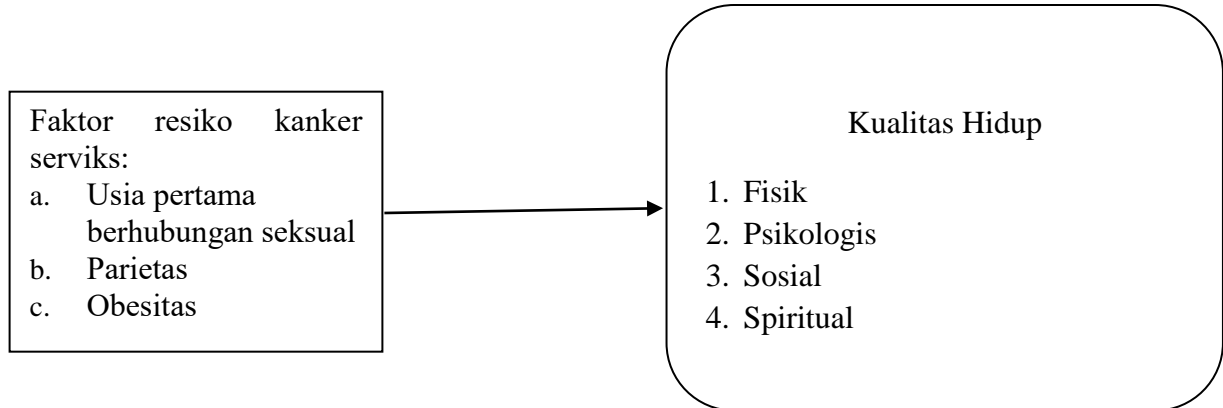 Faktor resiko kanker
serviks:
a. Usia pertama
berhubungan seksual
b. Parietas
c. Obesitas
Kualitas Hidup
1. Fisik
2. Psikologis
3. Sosial
4. Spiritual